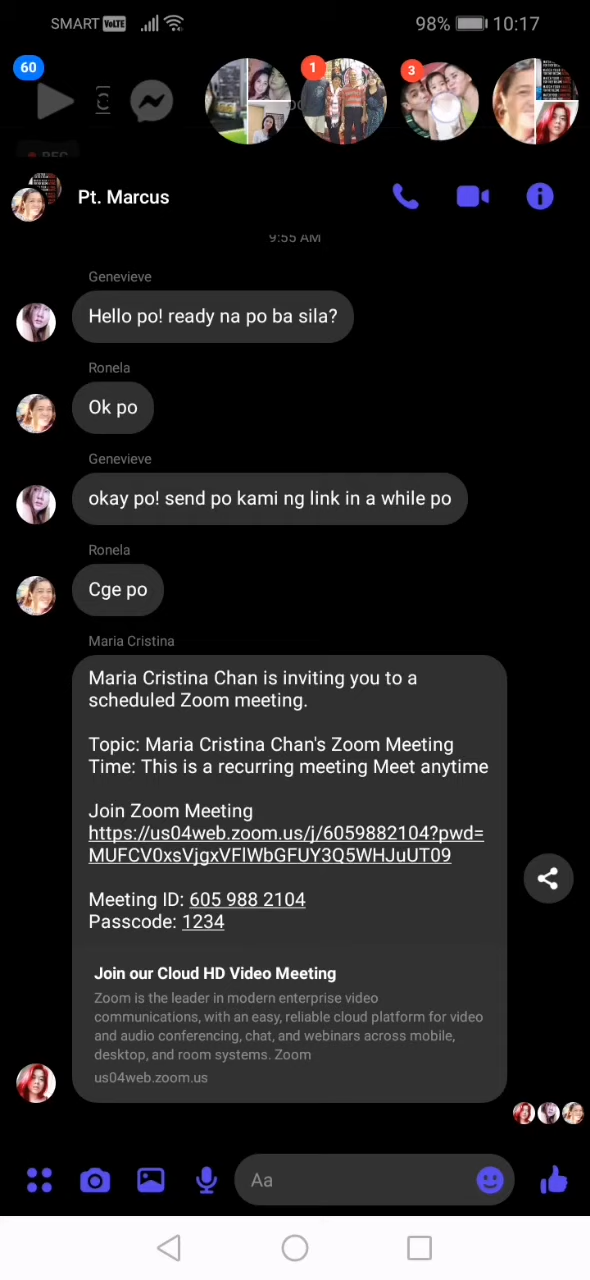 SMART VoLTE 98% 10:17
60
1
3
REC
Pt. Marcus
9:55 AM
Genevieve
Hello po! ready na po ba sila?
Ronela
Ok po
Genevieve
okay po! send po kami ng link in a while po
Ronela
Cge po
Maria Cristina
Maria Cristina Chan is inviting you to a
scheduled Zoom meeting.
Topic: Maria Cristina Chan's Zoom Meeting
Time: This is a recurring meeting Meet anytime
Join Zoom Meeting
https://us04web.zoom.us/j/6059882104?pwd=
MUFCV0xsVjgxVFlWbGFUY3Q5WHJuUT09
Meeting ID: 605 988 2104
Passcode: 1234
Join our Cloud HD Video Meeting
Zoom is the leader in modern enterprise video
communications, with an easy, reliable cloud platform for video
and audio conferencing, chat, and webinars across mobile,
desktop, and room systems. Zoom
us04web.zoom.us
Aa